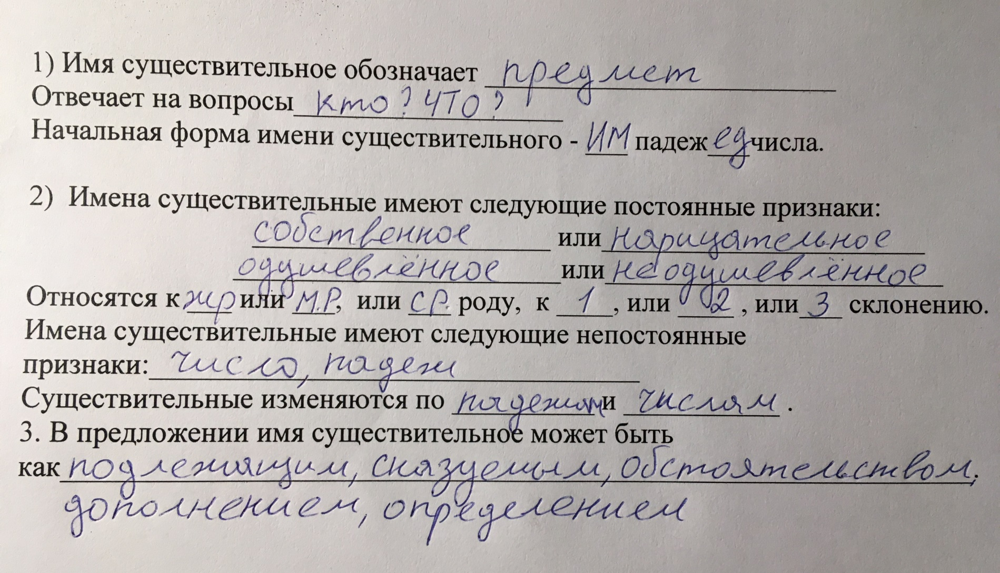 1) Имя существительное обозначает предмет
Отвечает на вопросы кто? что?
Начальная форма имени существительного - им падеж ед числа.
2) Имена существительные имеют следующие постоянные признаки:
собственное или нарицательное
одушевлённое или неодушевлённое
Относятся к жр или м.р, или ср. роду, к 1, или 2, или 3 склонению.
Имена существительные имеют следующие непостоянные
признаки: число, падеж
Существительные изменяются по падежам и числам.
3. В предложении имя существительное может быть
как подлежащим, сказуемым, обстоятельством,
дополнением, определением